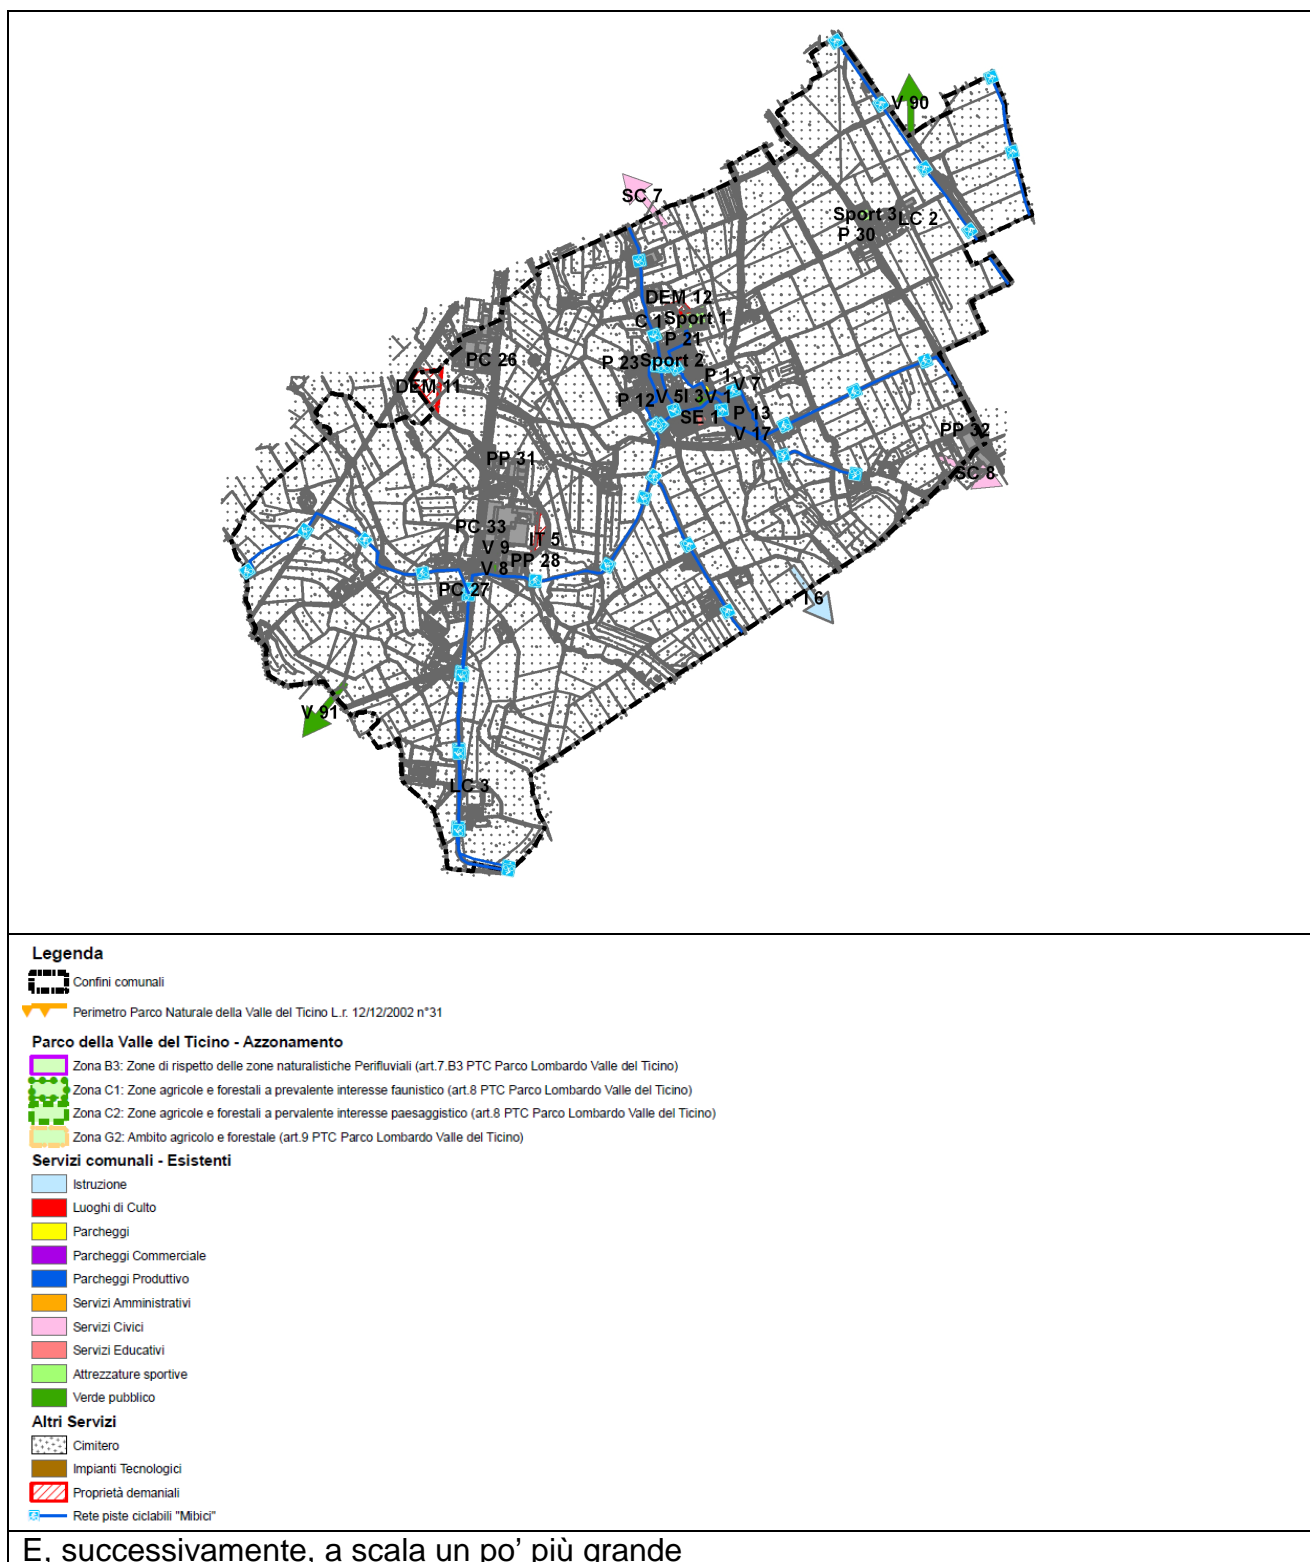 V 90
SC 7
Sport 3
LC 2
P 30
DEM 12
C 1
Sport 1
P 21
P 23
Sport 2
PC 26
DEM 11
P 1
V 7
P 12
V 5
I 3
V 1
SE 1
P 13
V 17
PP 32
SC 8
PP 31
PC 33
IT 5
V 9
PP 28
V 8
PC 27
I 6
V 91
LC 3
Legenda
Confini comunali
Perimetro Parco Naturale della Valle del Ticino L.r. 12/12/2002 n°31
Parco della Valle del Ticino - Azzonamento
Zona B3: Zone di rispetto delle zone naturalistiche Perifluviali (art.7.B3 PTC Parco Lombardo Valle del Ticino)
Zona C1: Zone agricole e forestali a prevalente interesse faunistico (art.8 PTC Parco Lombardo Valle del Ticino)
Zona C2: Zone agricole e forestali a pervalente interesse paesaggistico (art.8 PTC Parco Lombardo Valle del Ticino)
Zona G2: Ambito agricolo e forestale (art.9 PTC Parco Lombardo Valle del Ticino)
Servizi comunali - Esistenti
Istruzione
Luoghi di Culto
Parcheggi
Parcheggi Commerciale
Parcheggi Produttivo
Servizi Amministrativi
Servizi Civici
Servizi Educativi
Attrezzature sportive
Verde pubblico
Altri Servizi
Cimitero
Impianti Tecnologici
Proprietà demaniali
Rete piste ciclabili "Mibici"
E, successivamente, a scala un po' più grande